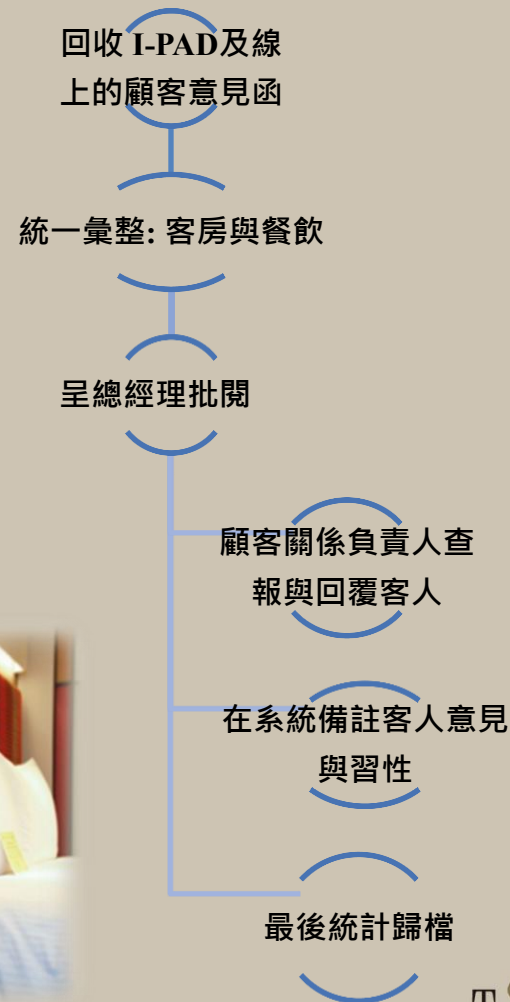 回收 I-PAD及線
上的顧客意見函
統一彙整: 客房與餐飲
呈總經理批閱
顧客關係負責人查
報與回覆客人
在系統備註客人意見
與習性
最後統計歸檔
T